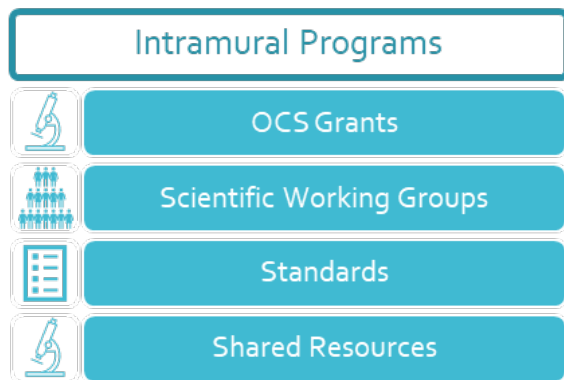 Intramural Programs
OCS Grants
Scientific Working Groups
Standards
Shared Resources